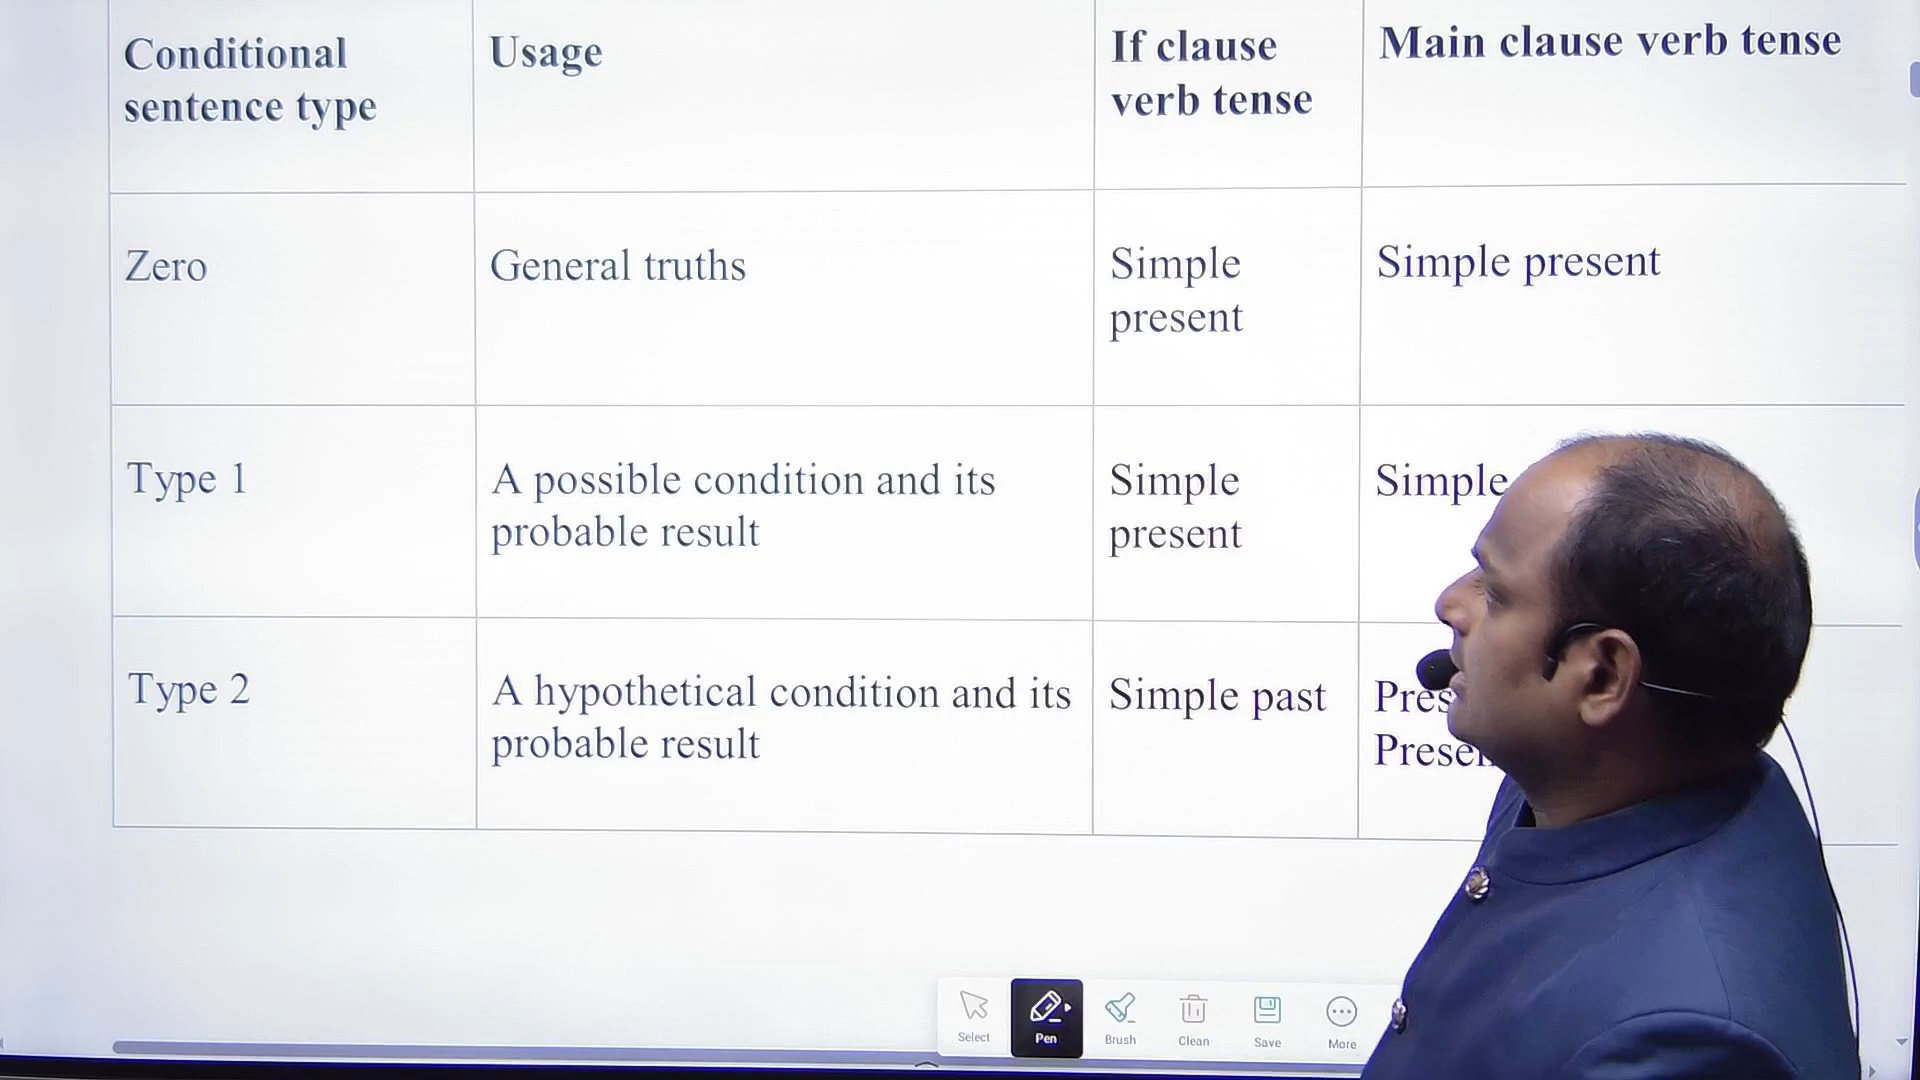 Conditional
sentence type
Usage
If clause
verb tense
Main clause verb tense
Zero
General truths
Simple
present
Simple present
Type 1
A possible condition and its
probable result
Simple
present
Simple
Type 2
A hypothetical condition and its
probable result
Simple past
Select
Pen
Brush
Clean
Save
More